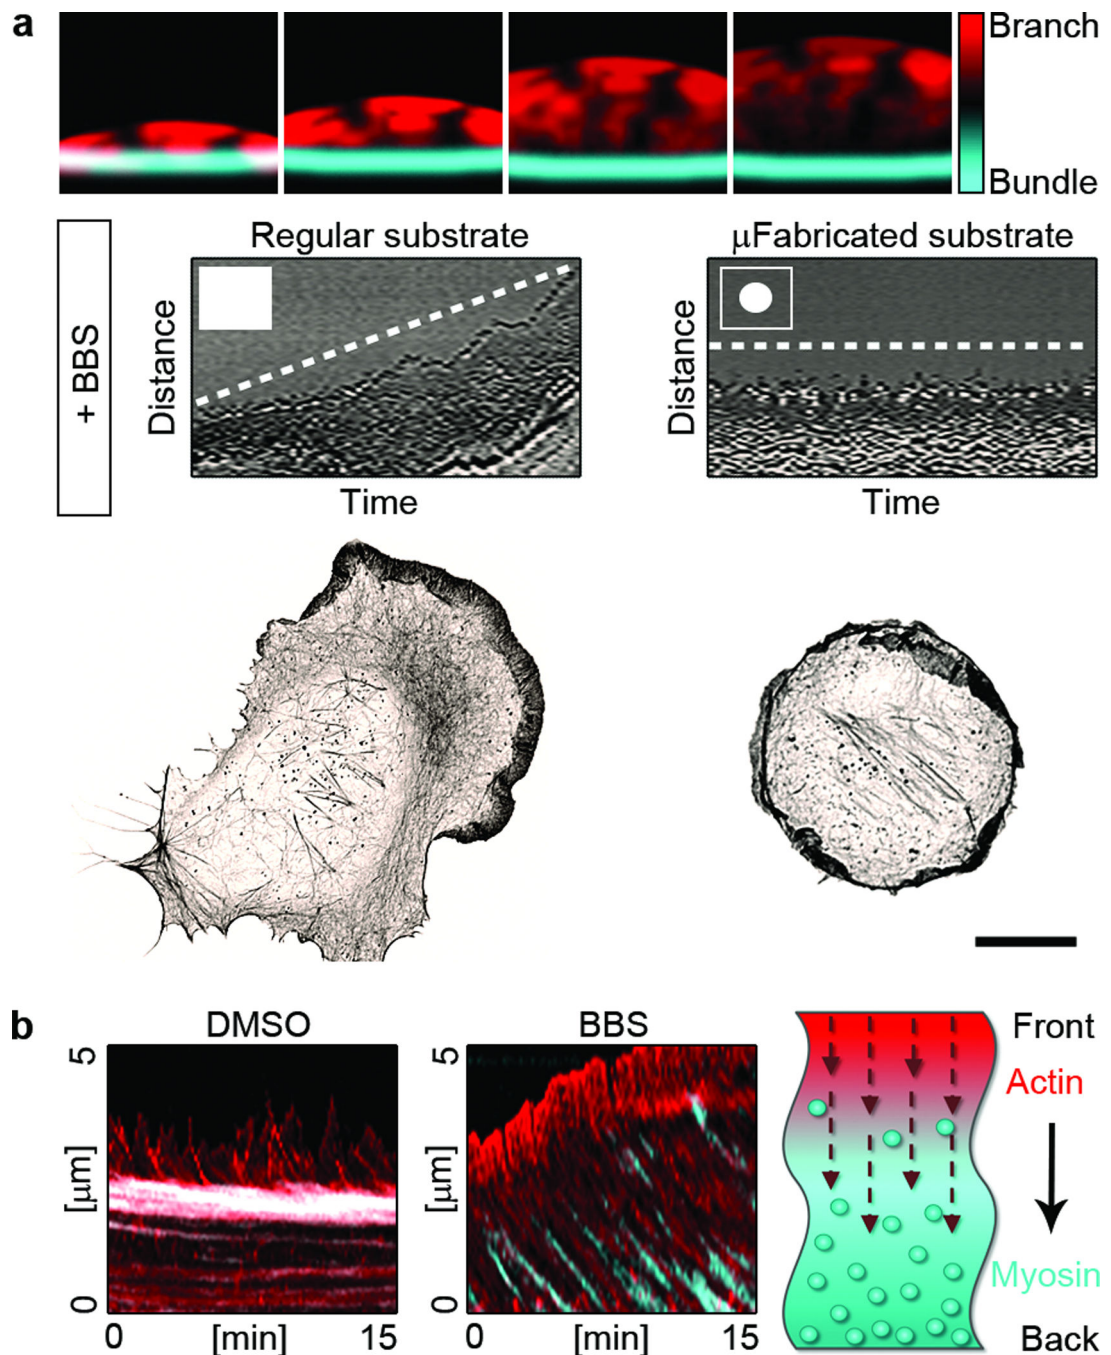 a
Branch
Bundle
+ BBS
Regular substrate
μFabricated substrate
Distance
Time
Distance
Time
b
DMSO
5
[μm]
0
0 [min] 15
BBS
5
[μm]
0
0 [min] 15
Front
Actin
Myosin
Back